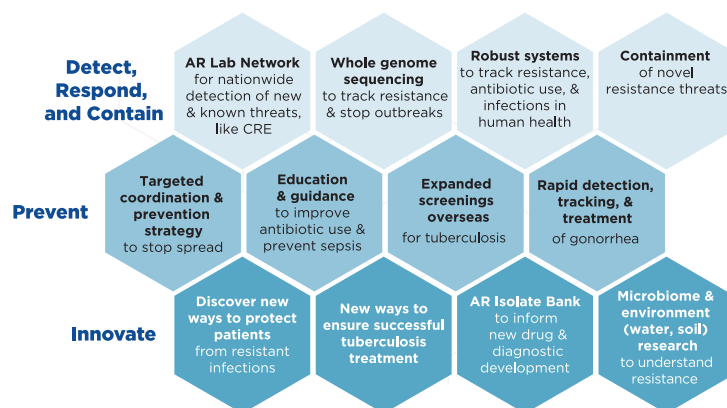 Detect,
Respond,
and Contain
AR Lab Network
for nationwide
detection of new
& known threats,
like CRE
Whole genome
sequencing
to track resistance
& stop outbreaks
Robust systems
to track resistance,
antibiotic use, &
infections in
human health
Containment
of novel
resistance threats
Prevent
Targeted
coordination &
prevention
strategy
to stop spread
Education
& guidance
to improve
antibiotic use &
prevent sepsis
Expanded
screenings
overseas
for tuberculosis
Rapid detection,
tracking, &
treatment
of gonorrhea
Innovate
Discover new
ways to protect
patients
from resistant
infections
New ways to
ensure successful
tuberculosis
treatment
AR Isolate Bank
to inform
new drug &
diagnostic
development
Microbiome &
environment
(water, soil)
research
to understand
resistance